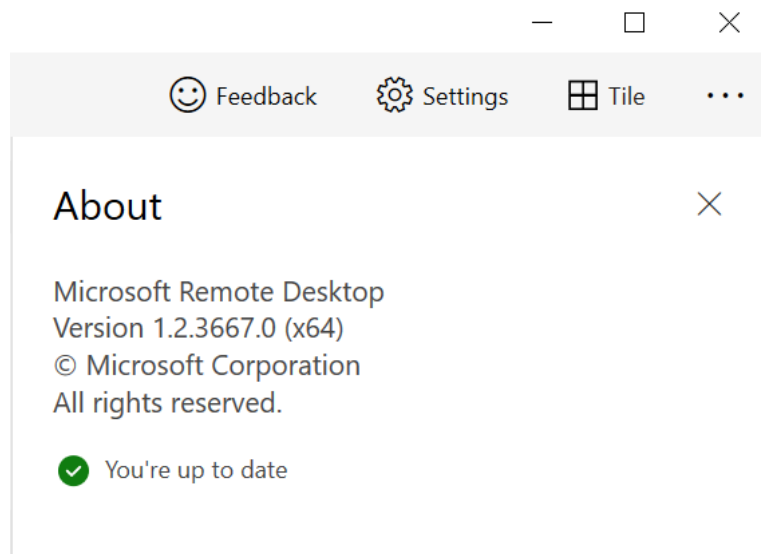 Feedback Settings Tile
About
Microsoft Remote Desktop
Version 1.2.3667.0 (x64)
© Microsoft Corporation
All rights reserved.
You're up to date